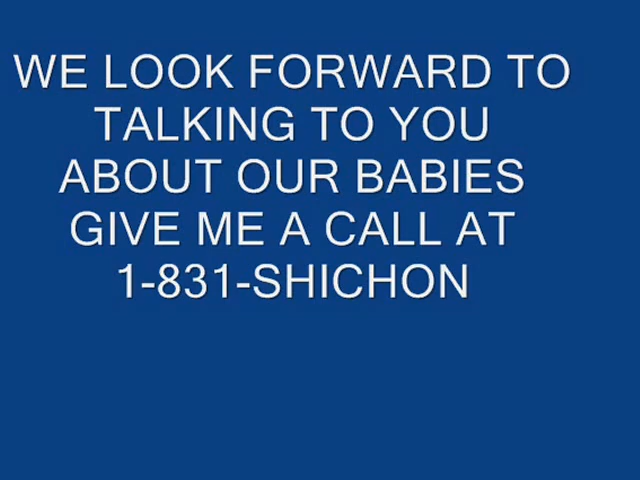 WE LOOK FORWARD TO
TALKING TO YOU
ABOUT OUR BABIES
GIVE ME A CALL AT
1-831-SHICHON